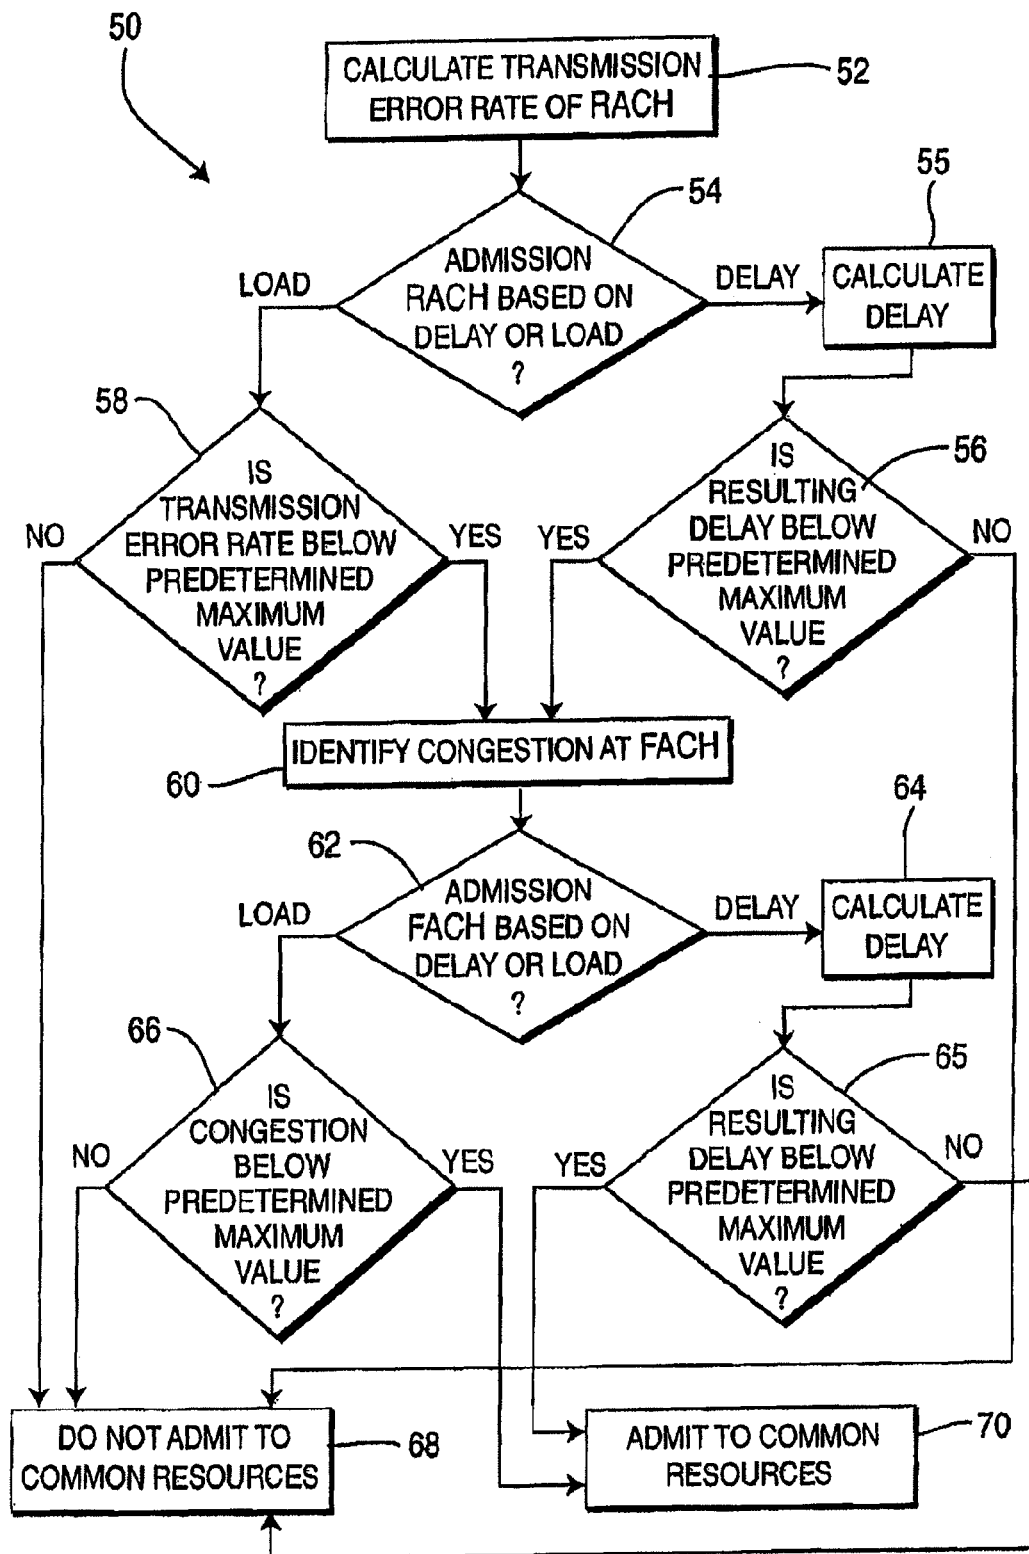 50
CALCULATE TRANSMISSION
ERROR RATE OF RACH
52
54
ADMISSION
RACH BASED ON
DELAY OR LOAD
?
LOAD
DELAY
55
CALCULATE
DELAY
58
IS
TRANSMISSION
ERROR RATE BELOW
PREDETERMINED
MAXIMUM
VALUE
?
NO
YES
56
IS
RESULTING
DELAY BELOW
PREDETERMINED
MAXIMUM
VALUE
?
YES
NO
IDENTIFY CONGESTION AT FACH
60
62
ADMISSION
FACH BASED ON
DELAY OR LOAD
?
LOAD
DELAY
64
CALCULATE
DELAY
66
IS
CONGESTION
BELOW
PREDETERMINED
MAXIMUM
VALUE
?
NO
YES
65
IS
RESULTING
DELAY BELOW
PREDETERMINED
MAXIMUM
VALUE
?
YES
NO
DO NOT ADMIT TO
COMMON RESOURCES
68
ADMIT TO COMMON
RESOURCES
70